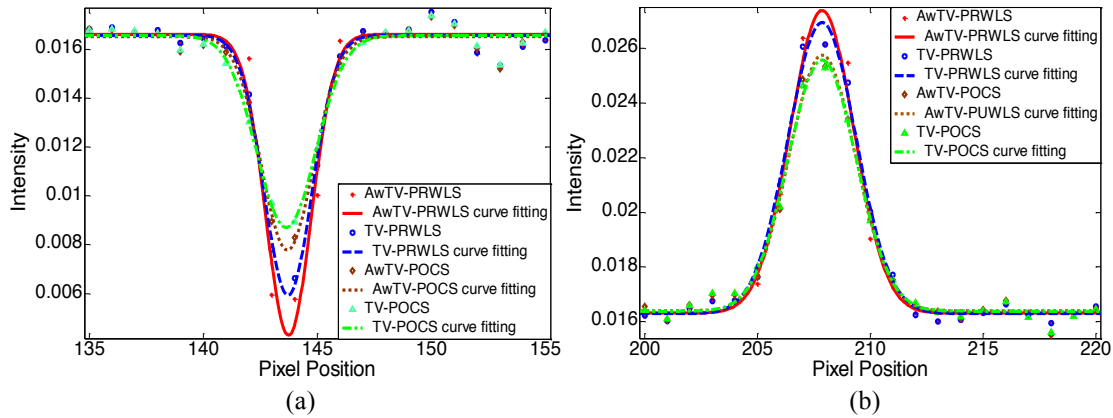 0.016
0.014
0.012
0.01
0.008
0.006
Intensity
135
140
145
150
155
Pixel Position
AwTV-PRWLS
AwTV-PRWLS curve fitting
TV-PRWLS
TV-PRWLS curve fitting
AwTV-POCS
AwTV-POCS curve fitting
TV-POCS
TV-POCS curve fitting
(a)
0.026
0.024
0.022
0.02
0.018
0.016
Intensity
200
205
210
215
220
Pixel Position
AwTV-PRWLS
AwTV-PRWLS curve fitting
TV-PRWLS
TV-PRWLS curve fitting
AwTV-POCS
AwTV-PUWLS curve fitting
TV-POCS
TV-POCS curve fitting
(b)